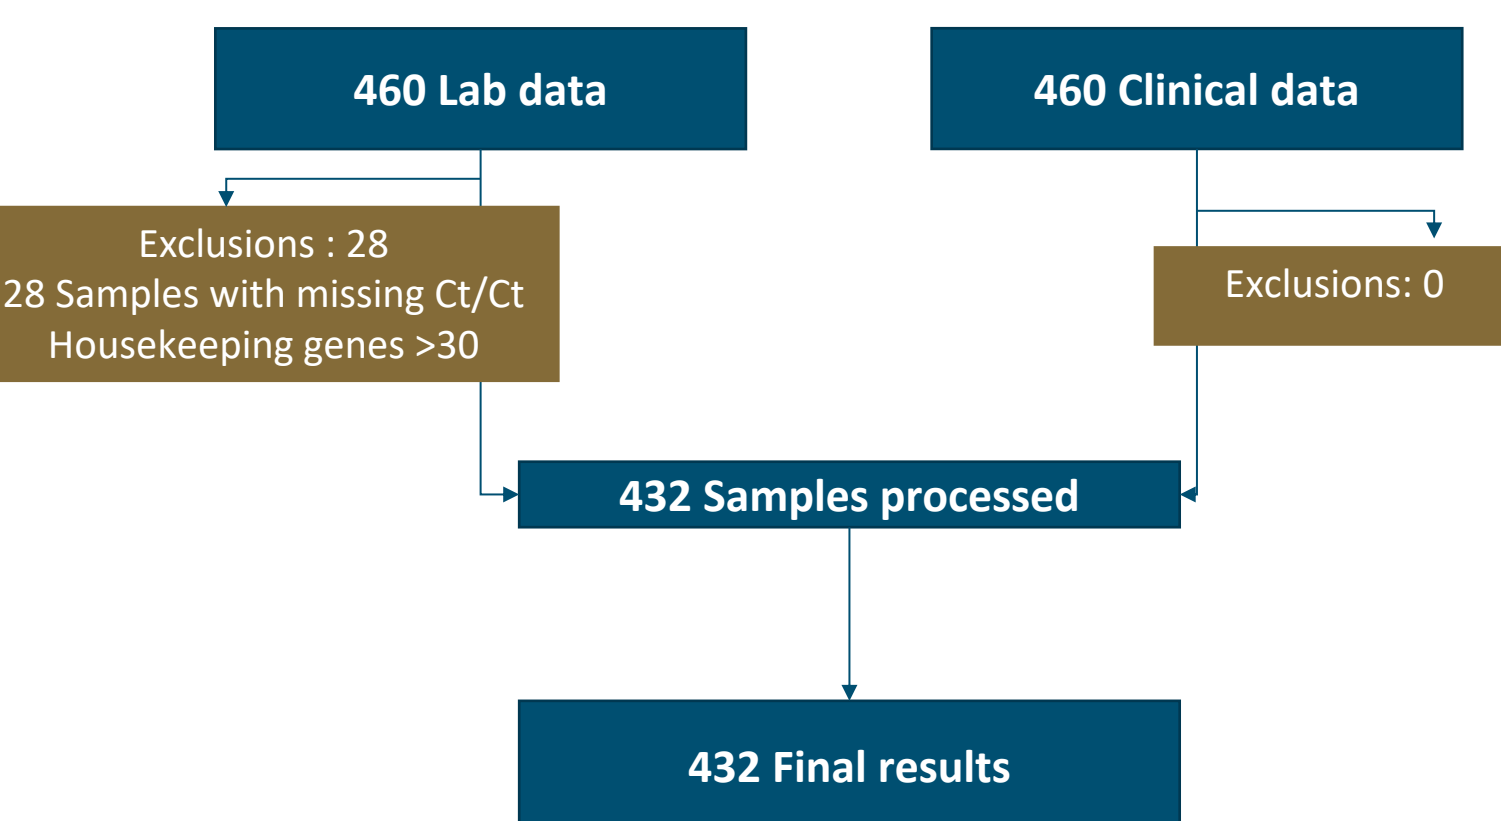 460 Lab data
460 Clinical data
Exclusions : 28
28 Samples with missing Ct/Ct
Housekeeping genes >30
Exclusions: 0
432 Samples processed
432 Final results